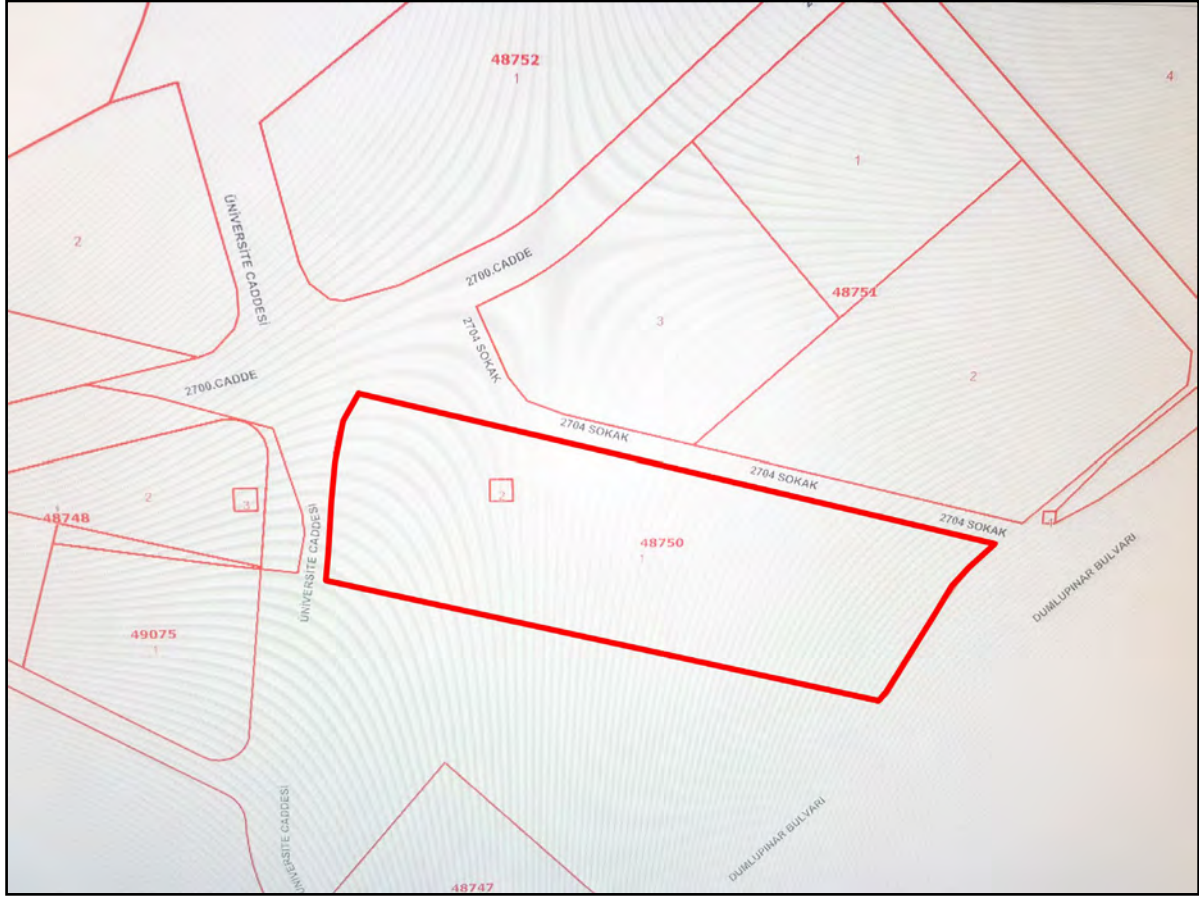 48752
1
4
1
2
ÜNİVERSİTE CADDESİ
2700.CADDE
48751
3
2704 SOKAK
2
2700.CADDE
2704 SOKAK
2704 SOKAK
2
3
2
48748
1
2704 SOKAK
1
48750
1
ÜNİVERSİTE CADDESİ
DUMLUPINAR BULVARI
49075
1
ÜNİVERSİTE CADDESİ
DUMLUPINAR BULVARI
48747